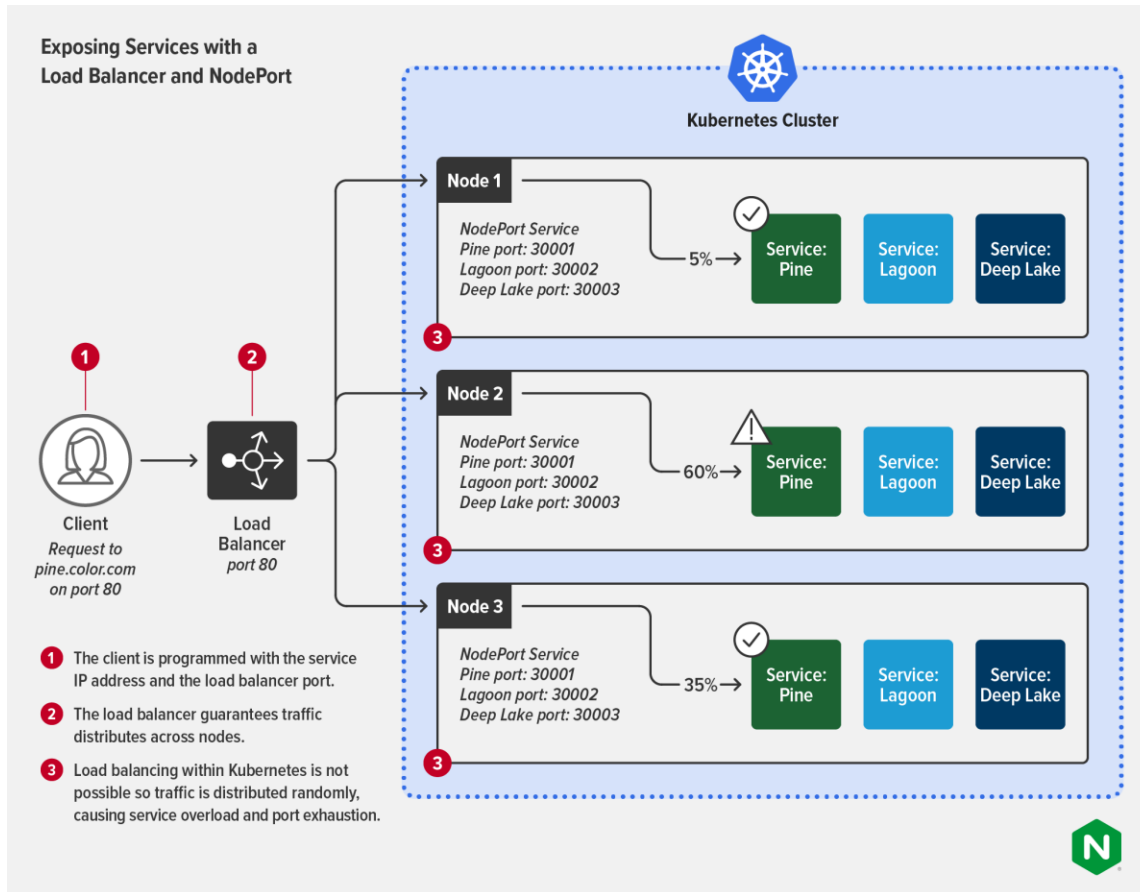 Exposing Services with a
Load Balancer and NodePort
Kubernetes Cluster
Node 1
NodePort Service
Pine port: 30001
Lagoon port: 30002
Deep Lake port: 30003
5%
Service:
Pine
Service:
Lagoon
Service:
Deep Lake
3
Node 2
NodePort Service
Pine port: 30001
Lagoon port: 30002
Deep Lake port: 30003
60%
Service:
Pine
Service:
Lagoon
Service:
Deep Lake
3
Node 3
NodePort Service
Pine port: 30001
Lagoon port: 30002
Deep Lake port: 30003
35%
Service:
Pine
Service:
Lagoon
Service:
Deep Lake
3
1
Client
Request to
pine.color.com
on port 80
2
Load
Balancer
port 80
1 The client is programmed with the service
IP address and the load balancer port.
2 The load balancer guarantees traffic
distributes across nodes.
3 Load balancing within Kubernetes is not
possible so traffic is distributed randomly,
causing service overload and port exhaustion.
N